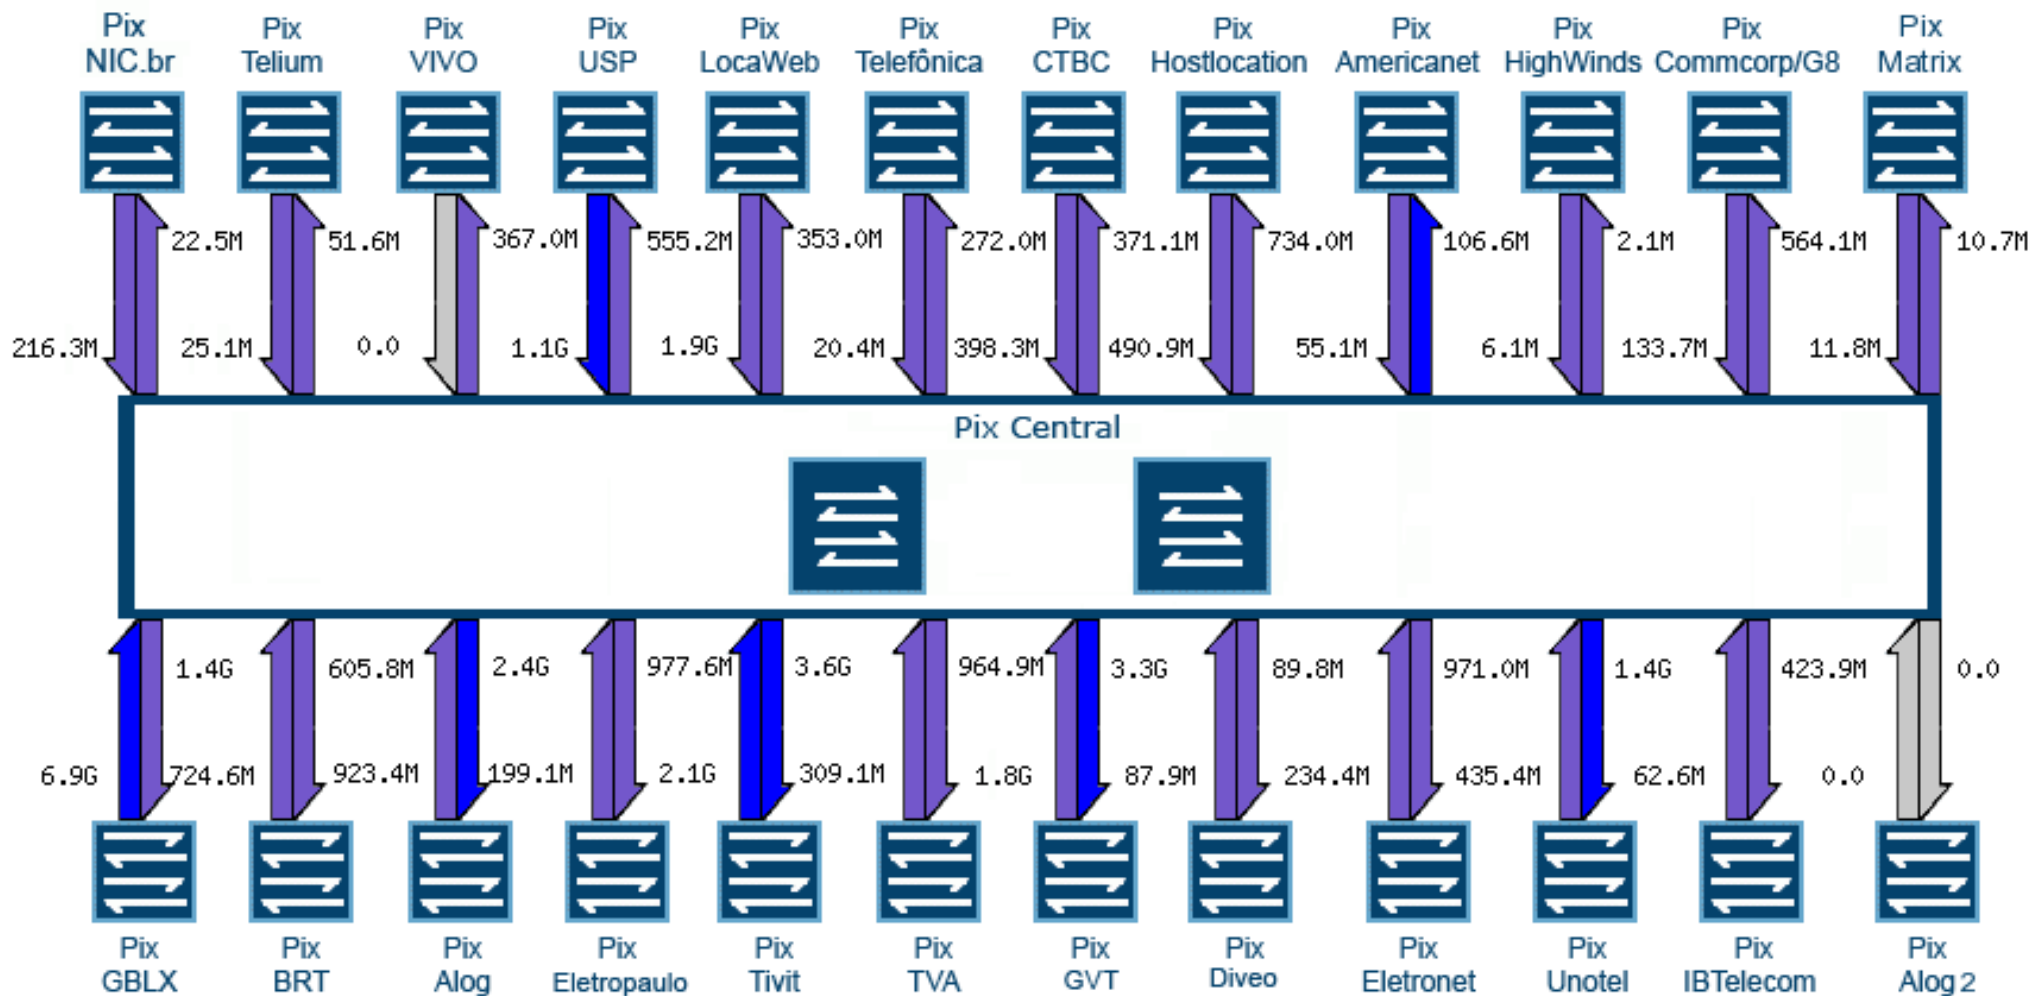 Pix
NIC.br
Pix
Telium
Pix
VIVO
Pix
USP
Pix
LocaWeb
Pix
Telefônica
Pix
CTBC
Pix
Hostlocation
Pix
Americanet
Pix
HighWinds
Pix
Commcorp/G8
Pix
Matrix
22.5M 51.6M 367.0M 555.2M 353.0M 272.0M 371.1M 734.0M 106.6M 2.1M 564.1M 10.7M
216.3M 25.1M 0.0 1.1G 1.9G 20.4M 398.3M 490.9M 55.1M 6.1M 133.7M 11.8M
Pix Central
1.4G 605.8M 2.4G 977.6M 3.6G 964.9M 3.3G 89.8M 971.0M 1.4G 423.9M 0.0
6.9G 724.6M 923.4M 199.1M 2.1G 309.1M 1.8G 87.9M 234.4M 435.4M 62.6M 0.0
Pix
GBLX
Pix
BRT
Pix
Alog
Pix
Eletropaulo
Pix
Tivit
Pix
TVA
Pix
GVT
Pix
Diveo
Pix
Eletronet
Pix
Unotel
Pix
IBTelecom
Pix
Alog 2